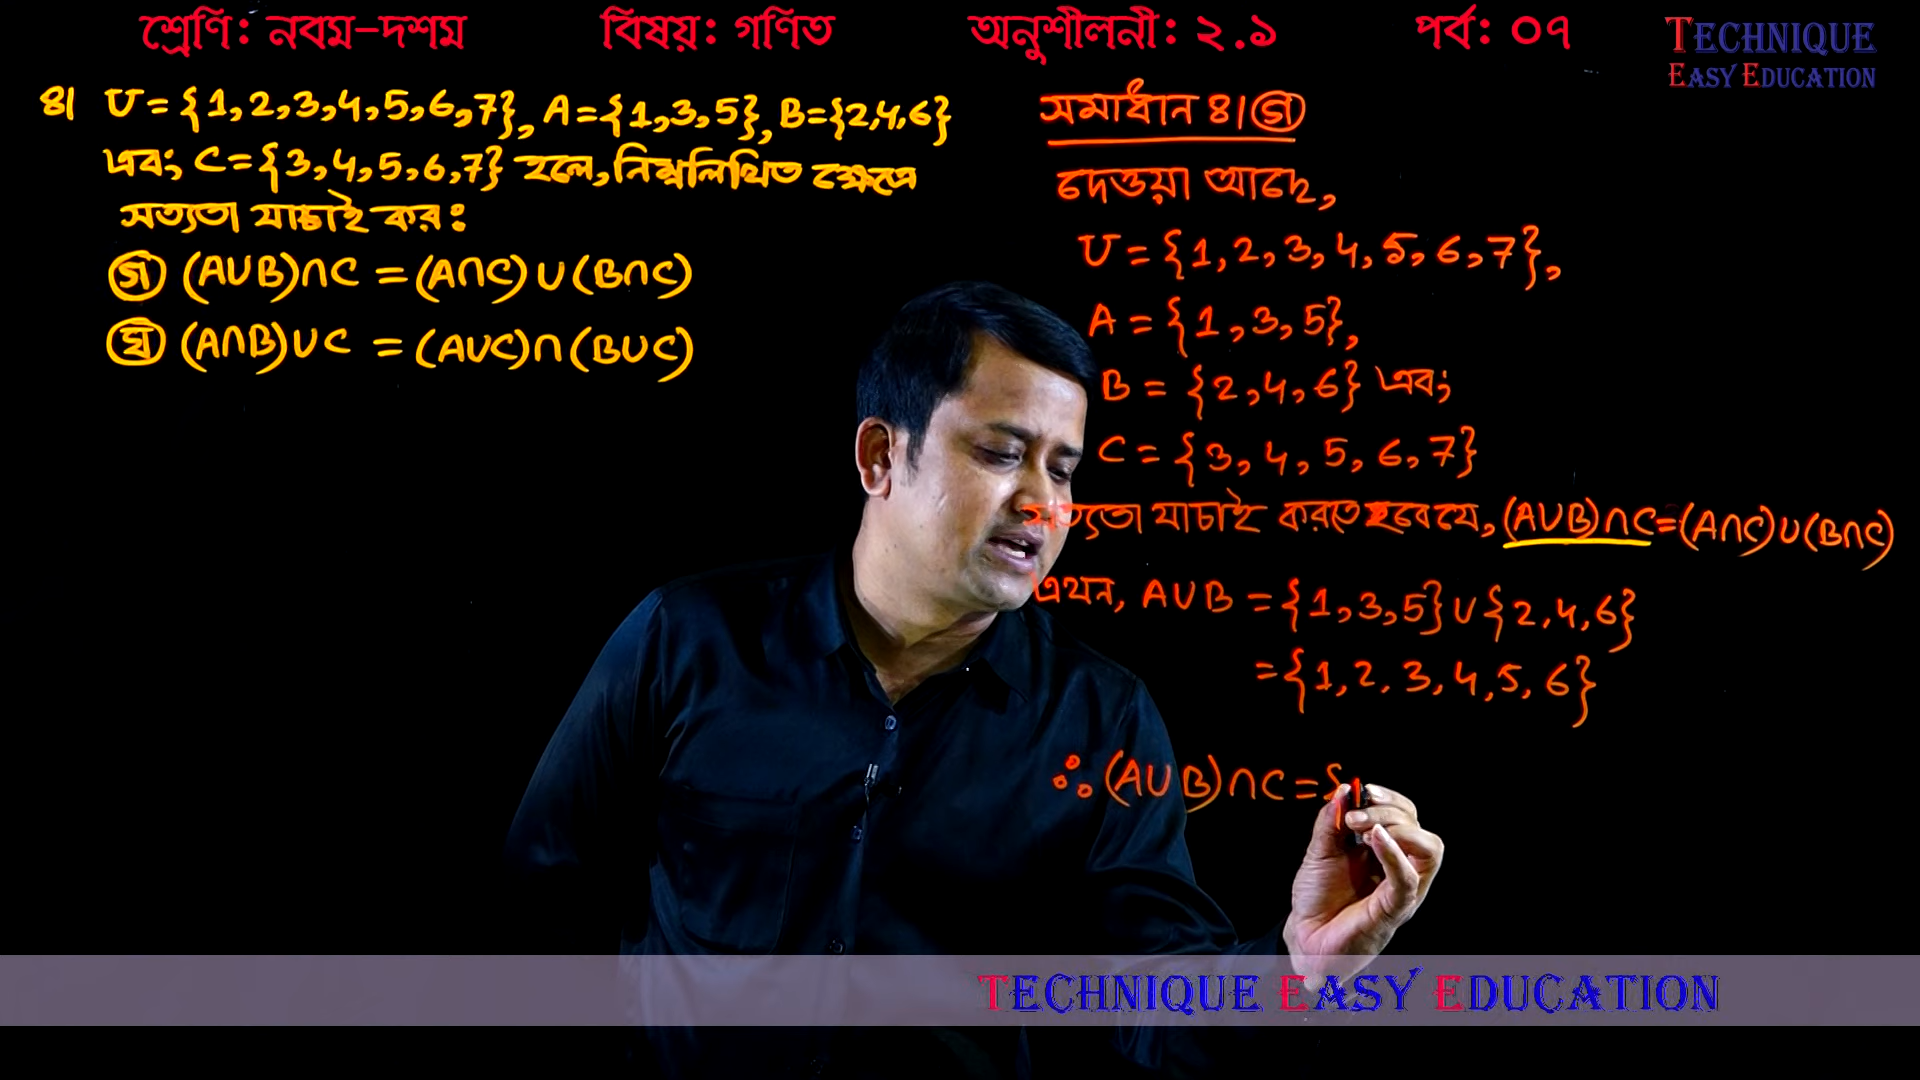 শ্রেণি: নবম-দশম বিষয়: গণিত অনুশীলনী: ২.১ পর্ব: ০৭
TECHNIQUE
EASY EDUCATION
৪। U={1,2,3,4,5,6,7}, A={1,3,5}, B={2,4,6}
এবং C={3,4,5,6,7} হলে, নিম্নলিখিত ক্ষেত্রে
সত্যতা যাচাই কর:
গ (A∪B)∩C = (A∩C)∪(B∩C)
ঘ (A∩B)∪C = (A∪C)∩(B∪C)
সমাধান ৪। গ
দেওয়া আছে,
U = {1,2,3,4,5,6,7},
A = {1,3,5},
B = {2,4,6} এবং
C = {3,4,5,6,7}
সত্যতা যাচাই করতে হবে যে, (A∪B)∩C=(A∩C)∪(B∩C)
এখন, A∪B = {1,3,5}∪{2,4,6}
={1,2,3,4,5,6}
∴ (A∪B)∩C={1
TECHNIQUE EASY EDUCATION